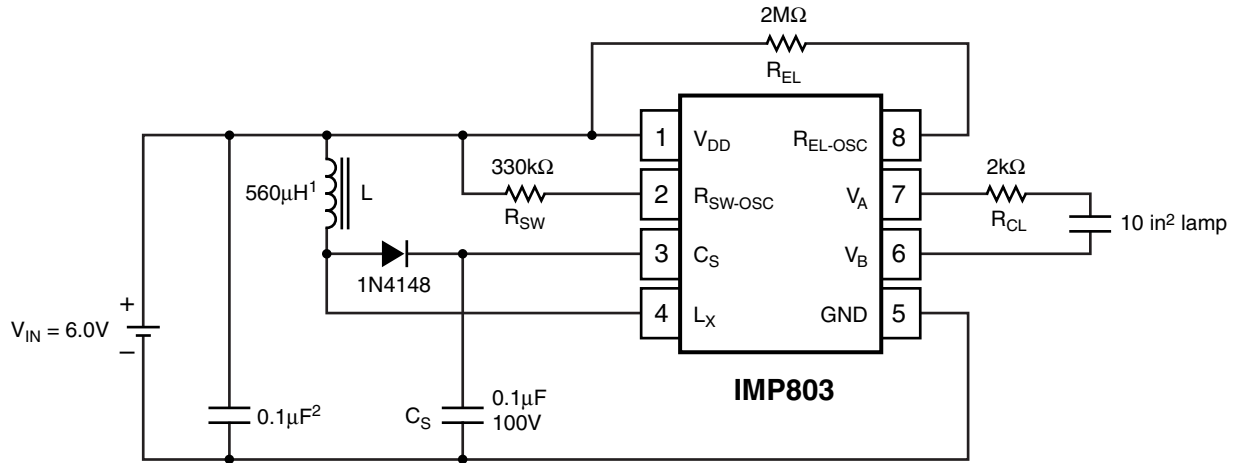 2MΩ
R_EL
1 V_DD R_EL-OSC 8
330kΩ 2kΩ
560μH¹ L 2 R_SW-OSC V_A 7
R_SW R_CL
10 in² lamp
3 C_S V_B 6
1N4148
4 L_X GND 5
+
V_IN = 6.0V
–
IMP803
0.1μF² C_S 0.1μF
100V